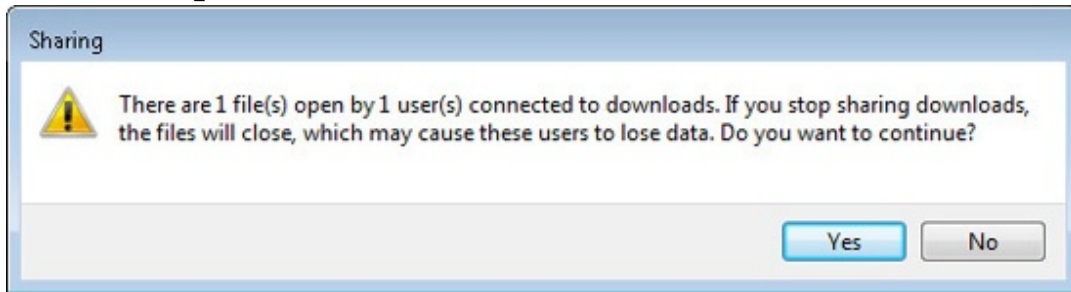 Sharing
There are 1 file(s) open by 1 user(s) connected to downloads. If you stop sharing downloads,
the files will close, which may cause these users to lose data. Do you want to continue?
Yes No